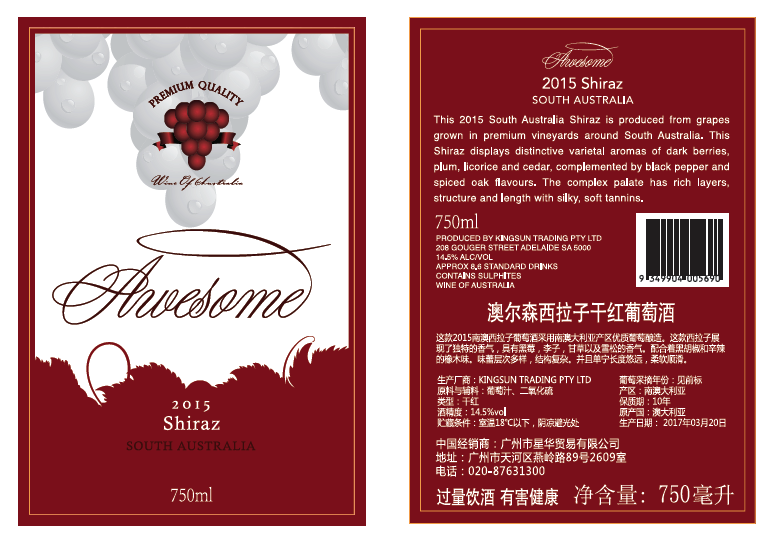 PREMIUM QUALITY
Wine Of Australia
Awesome
2015
Shiraz
SOUTH AUSTRALIA
750ml
Awesome
2015 Shiraz
SOUTH AUSTRALIA
This 2015 South Australia Shiraz is produced from grapes
grown in premium vineyards around South Australia. This
Shiraz displays distinctive varietal aromas of dark berries,
plum, licorice and cedar, complemented by black pepper and
spiced oak flavours. The complex palate has rich layers,
structure and length with silky, soft tannins.
750ml
PRODUCED BY KINGSUN TRADING PTY LTD
208 GOUGER STREET ADELAIDE SA 5000
14.5% ALC/VOL
APPROX 8.6 STANDARD DRINKS
CONTAINS SULPHITES
WINE OF AUSTRALIA
9 349904 005690
澳尔森西拉子干红葡萄酒
这款2015南澳西拉子葡萄酒采用南澳大利亚产区优质葡萄酿造。这款西拉子展
现了独特的香气，具有黑莓，李子，甘草以及雪松的香气。配合着黑胡椒和辛辣
的橡木味。味蕾层次多样，结构复杂。并且单宁长度悠远，柔软顺滑。
生产厂商：KINGSUN TRADING PTY LTD 葡萄采摘年份：见前标
原料与辅料：葡萄汁、二氧化硫 产区：南澳大利亚
类型：干红 保质期：10年
酒精度：14.5%vol 原产国：澳大利亚
贮藏条件：室温18℃以下，阴凉避光处 生产日期： 2017年03月20日
中国经销商：广州市星华贸易有限公司
地址：广州市天河区燕岭路89号2609室
电话：020-87631300
过量饮酒 有害健康 净含量：750毫升